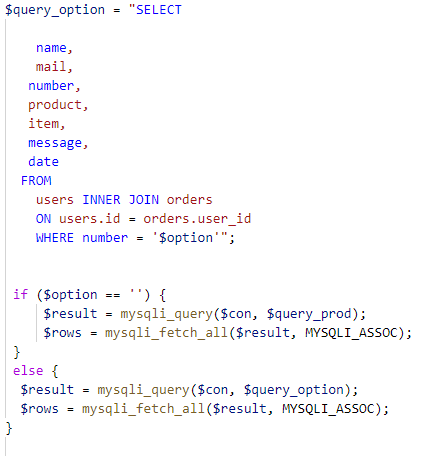 $query_option = "SELECT
name,
mail,
number,
product,
item,
message,
date
FROM
users INNER JOIN orders
ON users.id = orders.user_id
WHERE number = '$option'";
if ($option == '') {
$result = mysqli_query($con, $query_prod);
$rows = mysqli_fetch_all($result, MYSQLI_ASSOC);
}
else {
$result = mysqli_query($con, $query_option);
$rows = mysqli_fetch_all($result, MYSQLI_ASSOC);
}